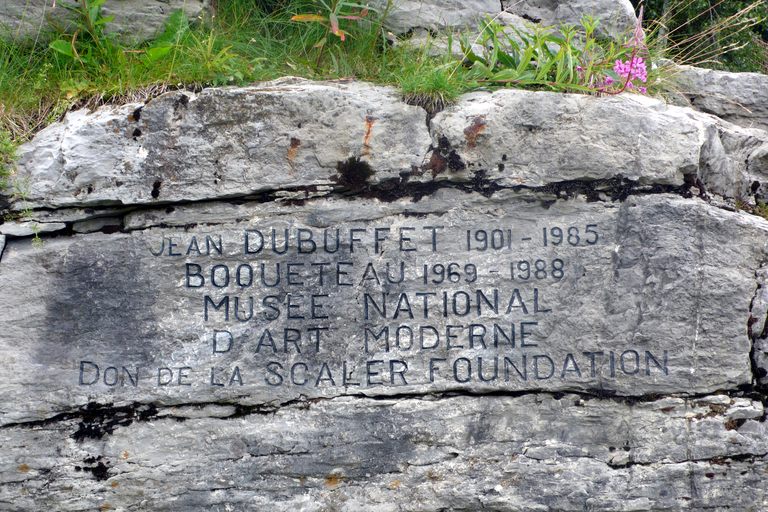 JEAN DUBUFFET 1901 - 1985
BOQUETEAU 1969 - 1988
MUSÉE NATIONAL
D'ART MODERNE
DON DE LA SCALER FOUNDATION